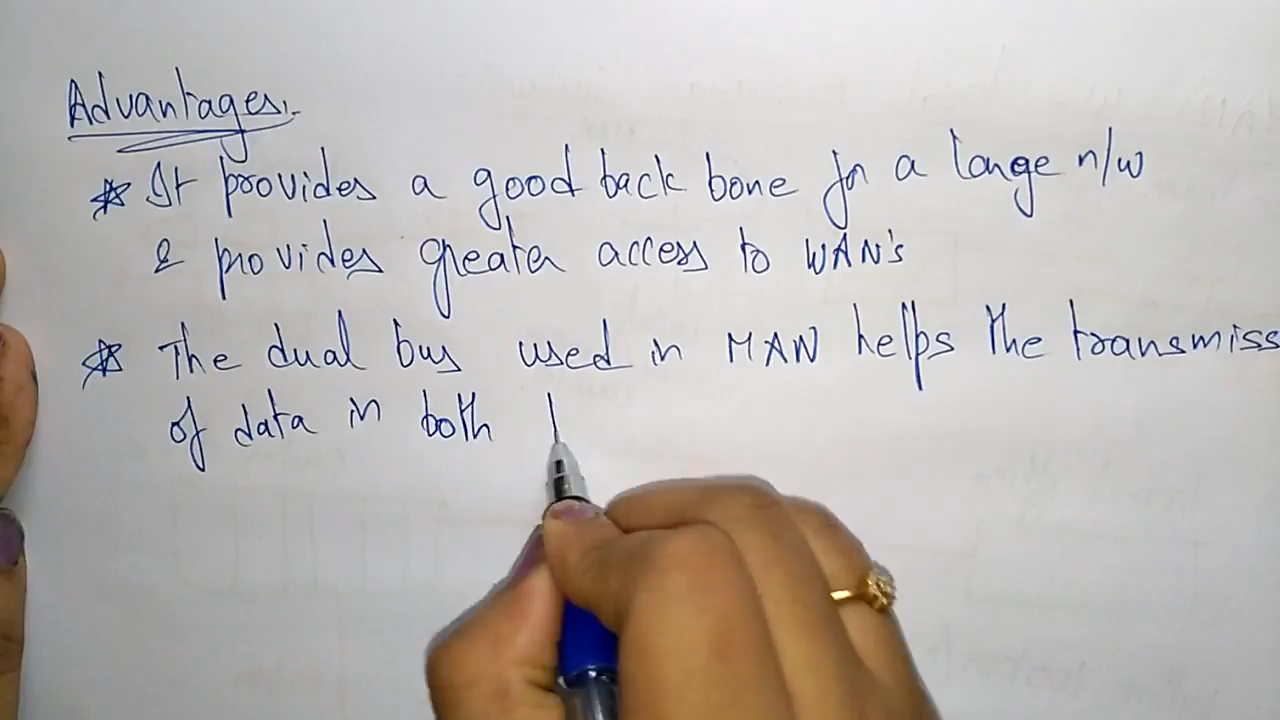 Advantages:-
* It provides a good back bone for a large n/w
& provides greater access to WAN's
* The dual bus used in MAN helps the transmiss
of data in both